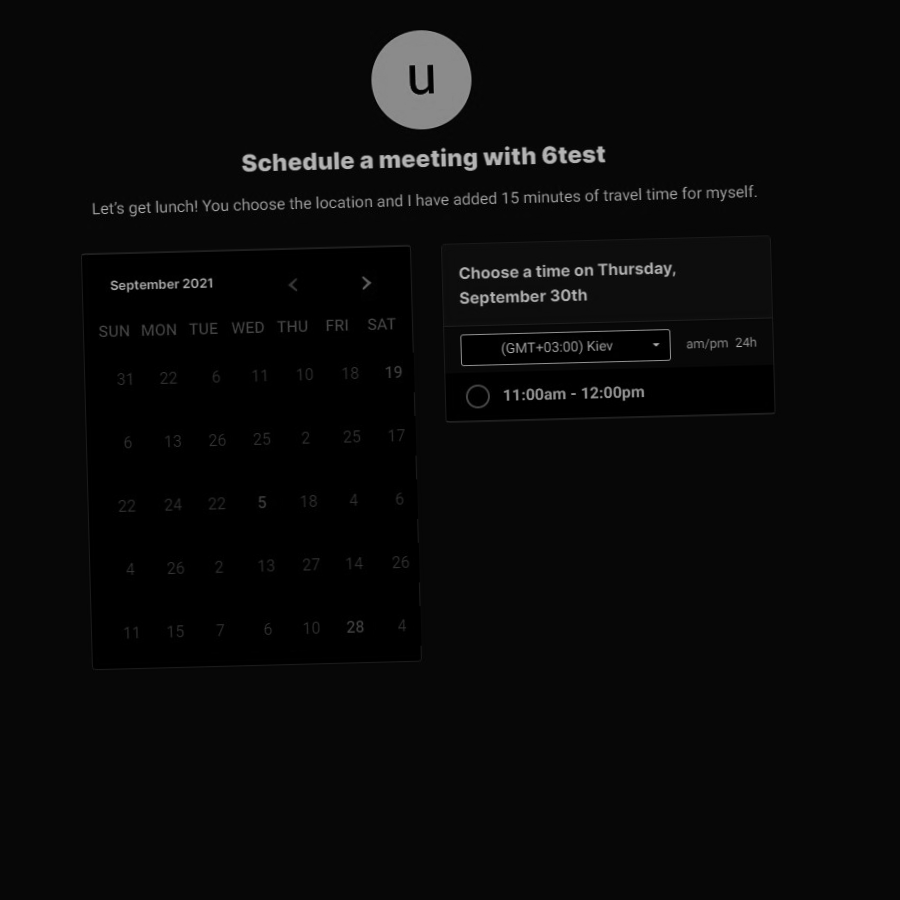 u
Schedule a meeting with 6test
Let's get lunch! You choose the location and I have added 15 minutes of travel time for myself.
September 2021
SUN MON TUE WED THU FRI SAT
31 22 6 11 10 18 19
6 13 26 25 2 25 17
22 24 22 5 18 4 6
4 26 2 13 27 14 26
11 15 7 6 10 28 4
Choose a time on Thursday,
September 30th
(GMT+03:00) Kiev am/pm 24h
11:00am - 12:00pm